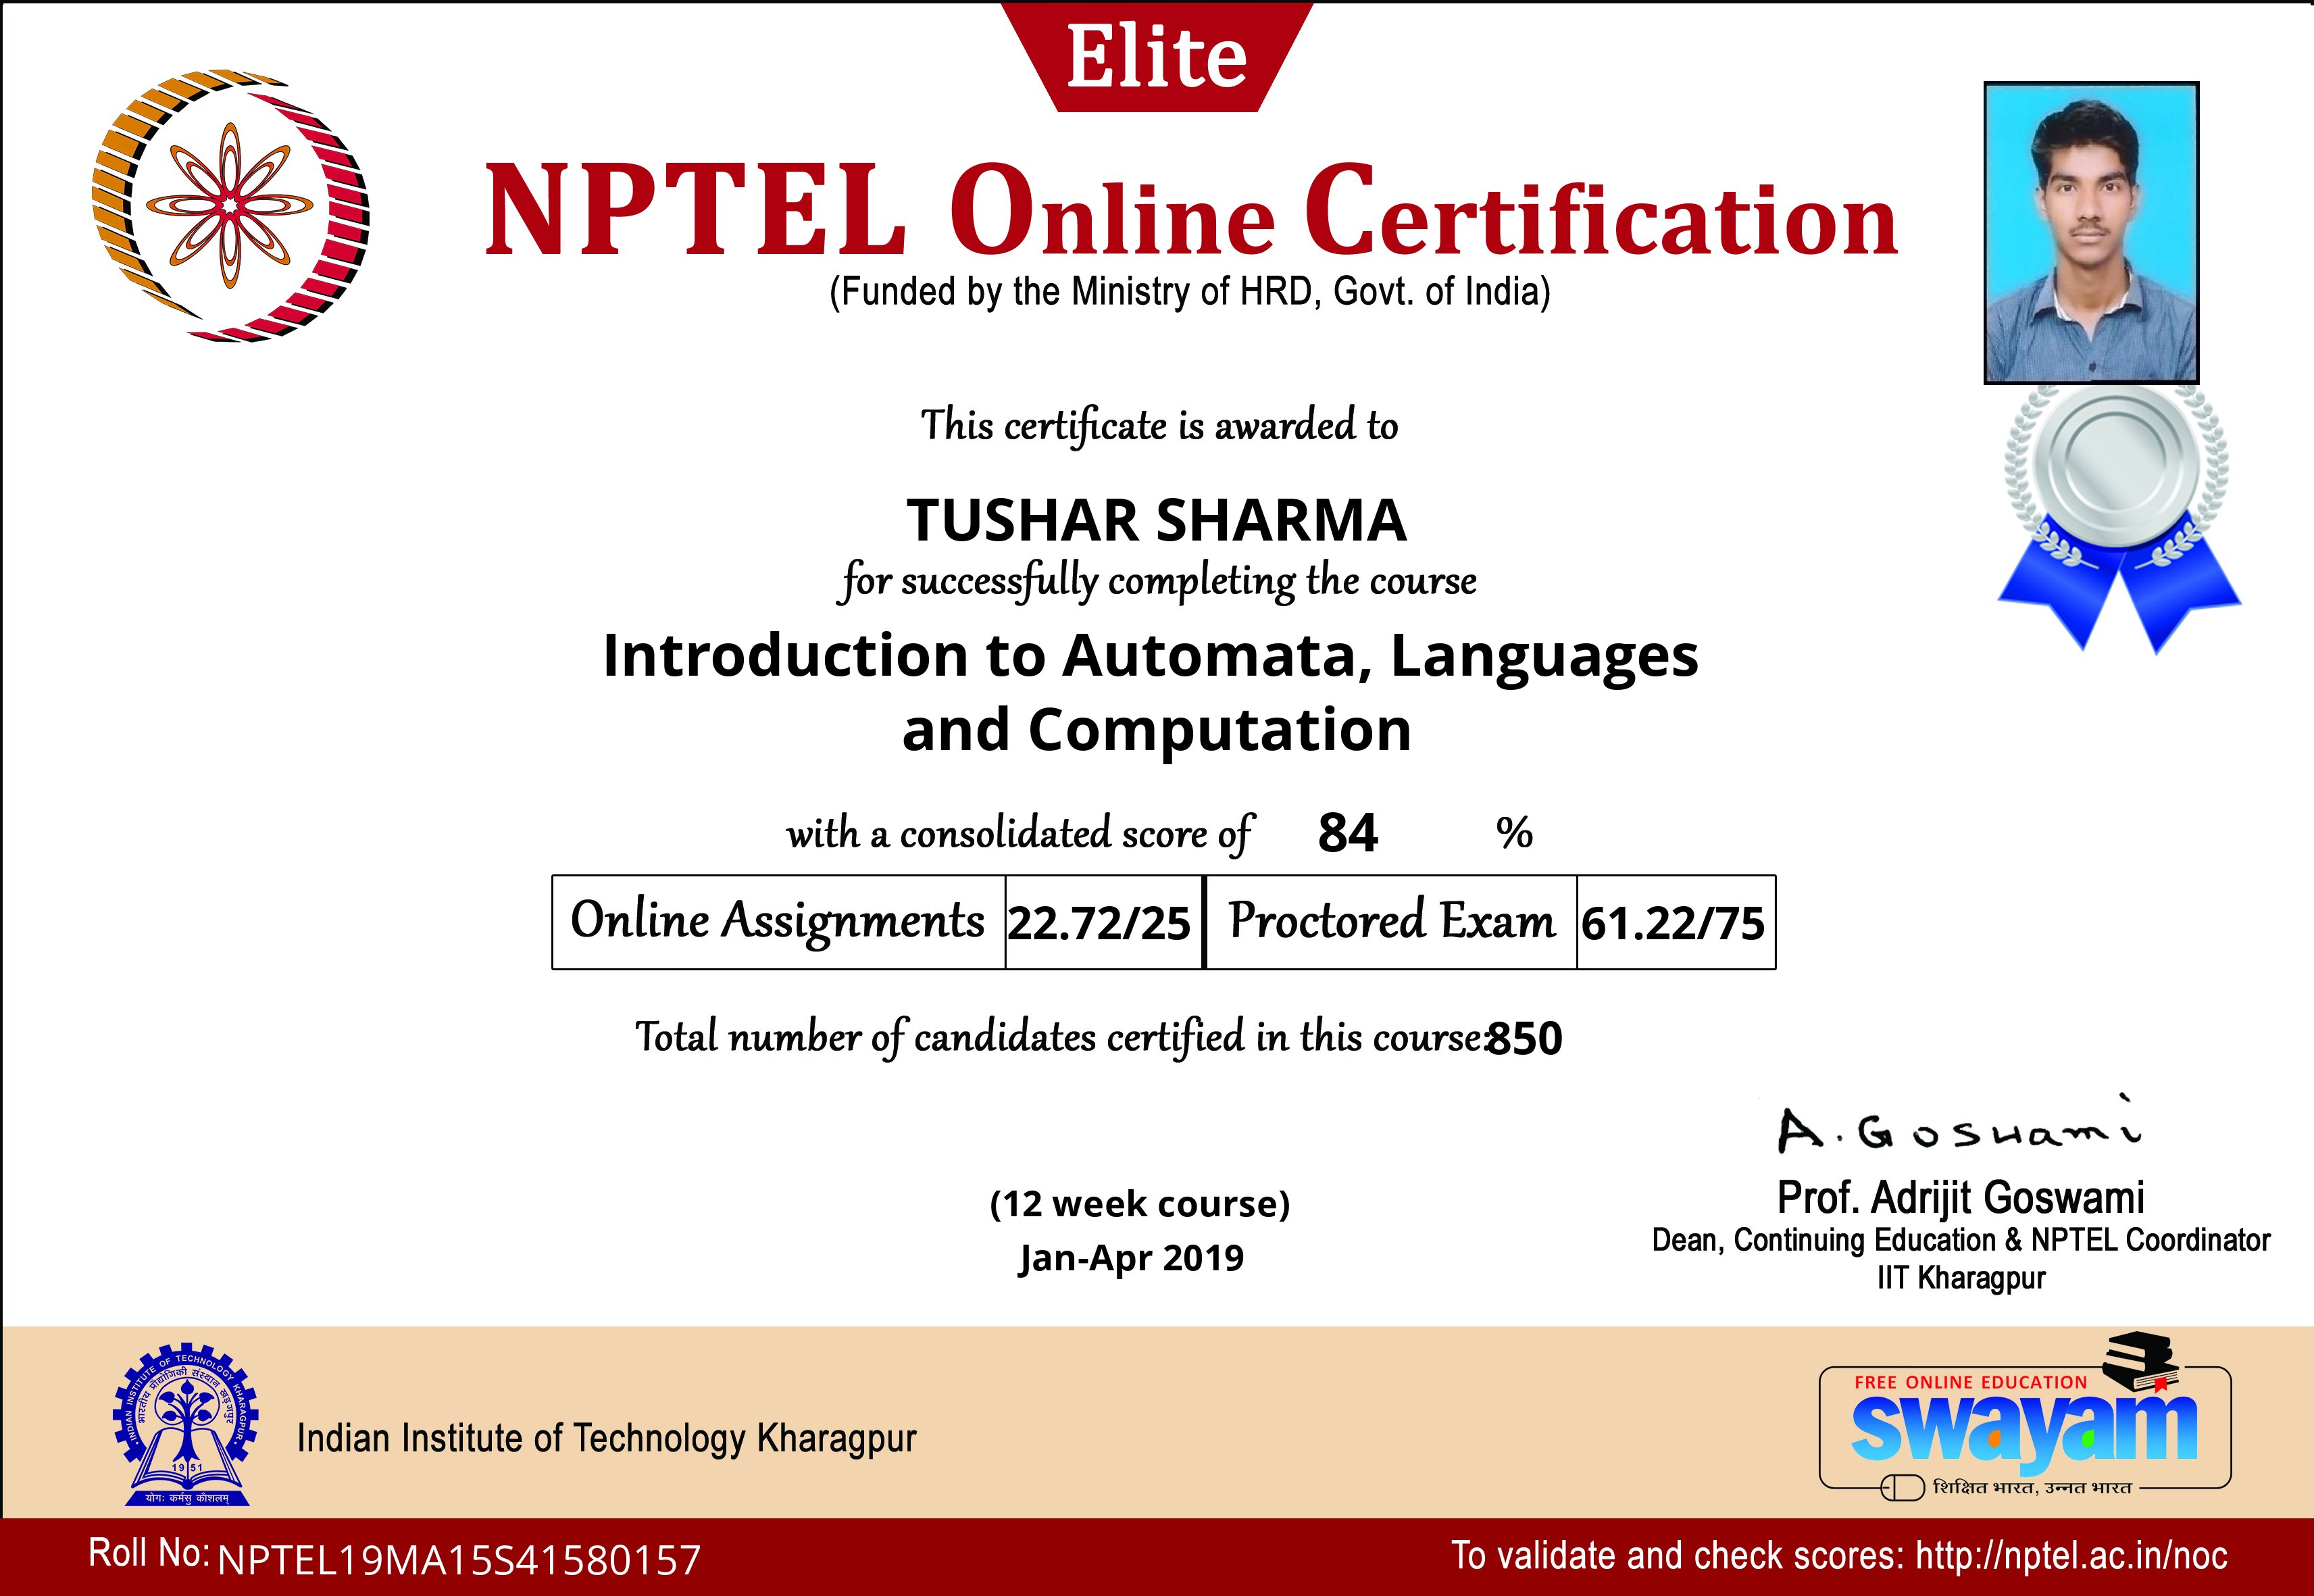 Elite
NPTEL Online Certification
(Funded by the Ministry of HRD, Govt. of India)
This certificate is awarded to
TUSHAR SHARMA
for successfully completing the course
Introduction to Automata, Languages
and Computation
with a consolidated score of 84 %
Online Assignments 22.72/25 Proctored Exam 61.22/75
Total number of candidates certified in this course:850
A. Goswami
Prof. Adrijit Goswami
Dean, Continuing Education & NPTEL Coordinator
IIT Kharagpur
(12 week course)
Jan-Apr 2019
INDIAN INSTITUTE OF TECHNOLOGY KHARAGPUR
भारतीय प्रौद्योगिकी संस्थान खड़गपुर
1951
योगः कर्मसु कौशलम्
Indian Institute of Technology Kharagpur
FREE ONLINE EDUCATION
swayam
शिक्षित भारत, उन्नत भारत
Roll No: NPTEL19MA15S41580157
To validate and check scores: http://nptel.ac.in/noc